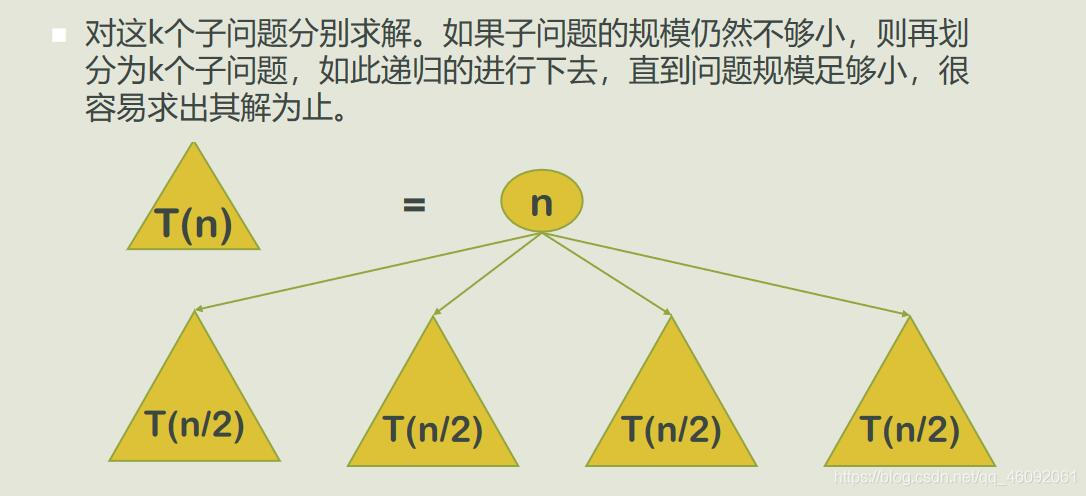 对这k个子问题分别求解。如果子问题的规模仍然不够小，则再划
分为k个子问题，如此递归的进行下去，直到问题规模足够小，很
容易求出其解为止。
T(n)
=
n
T(n/2)
T(n/2)
T(n/2)
T(n/2)
https://blog.csdn.net/qq_46092061